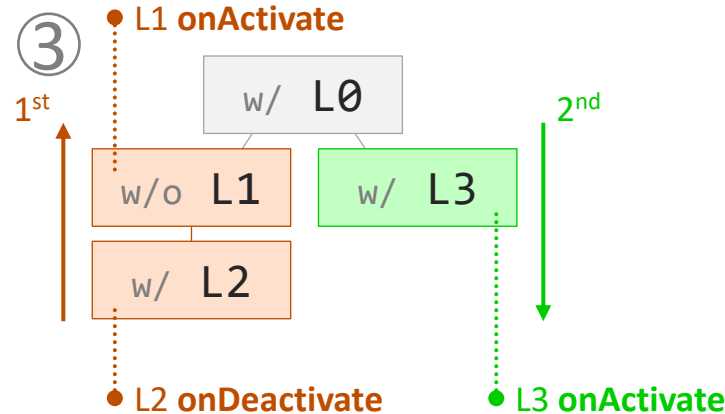 ③
L1 onActivate
1st
w/ L0
2nd
w/o L1
w/ L3
w/ L2
L2 onDeactivate
L3 onActivate